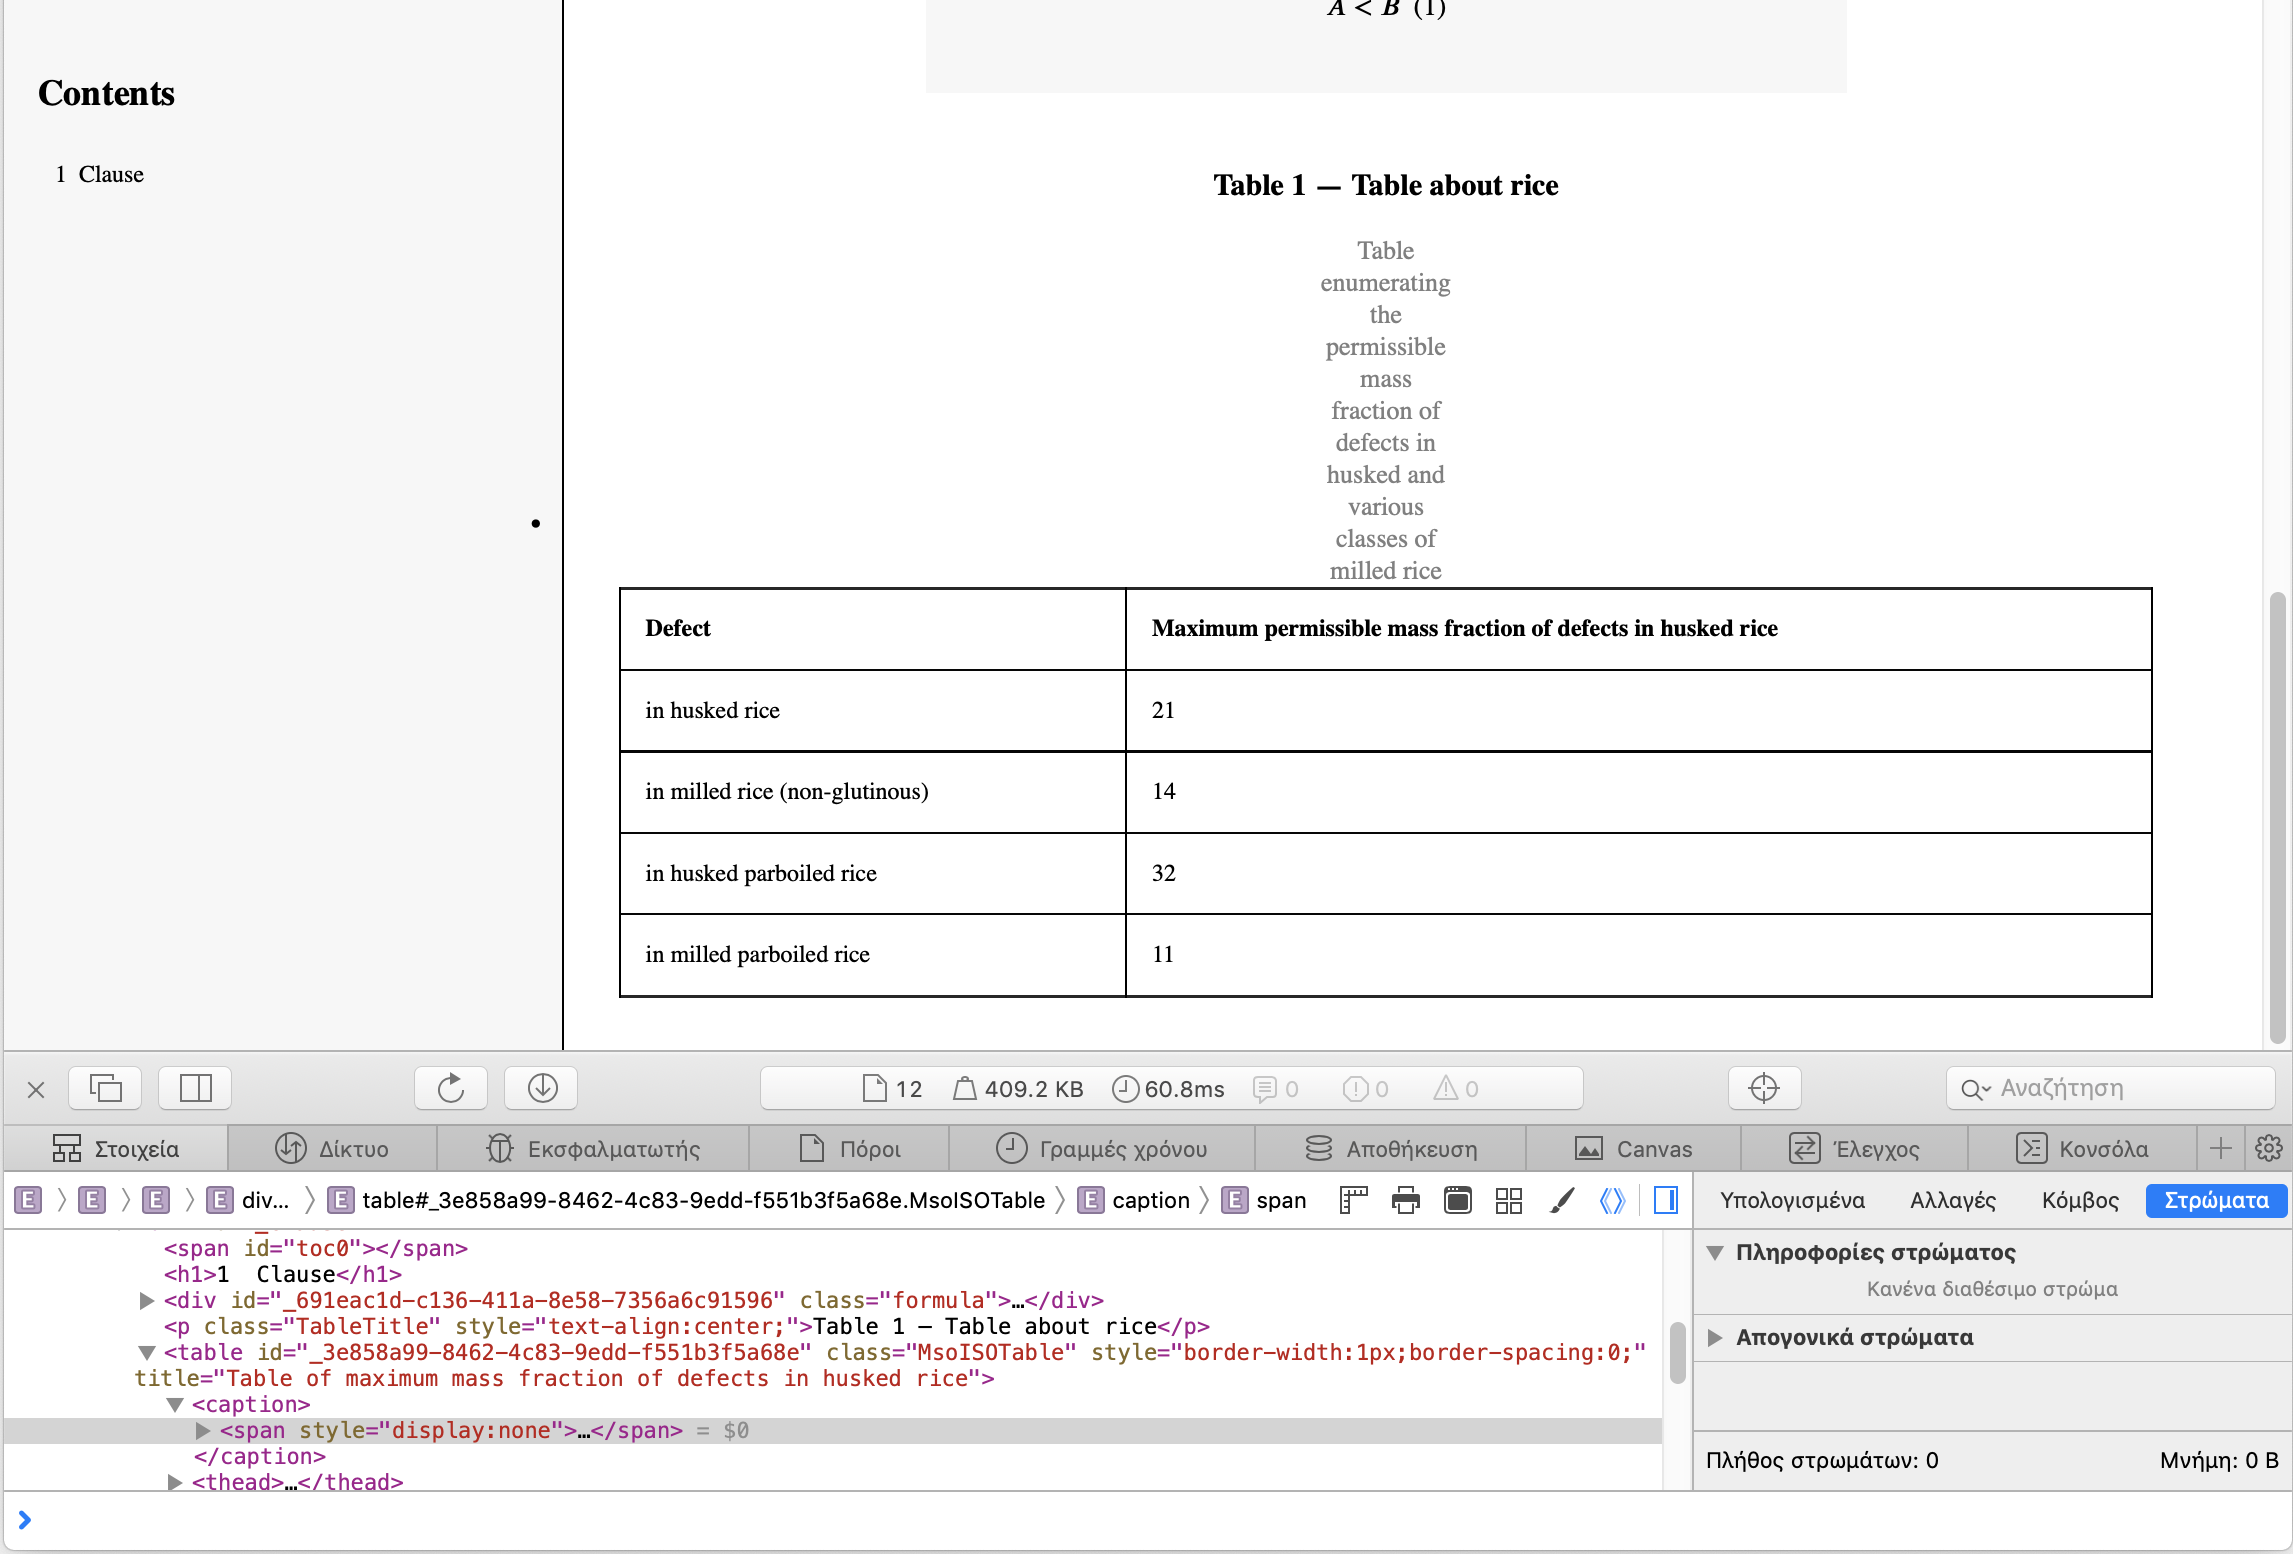 A < B (1)
Contents
1 Clause
Table 1 — Table about rice
Table
enumerating
the
permissible
mass
fraction of
defects in
husked and
various
classes of
milled rice
Defect Maximum permissible mass fraction of defects in husked rice
in husked rice 21
in milled rice (non-glutinous) 14
in husked parboiled rice 32
in milled parboiled rice 11
12 409.2 KB 60.8ms 0 0 0 Αναζήτηση
Στοιχεία Δίκτυο Εκσφαλματωτής Πόροι Γραμμές χρόνου Αποθήκευση Canvas Έλεγχος Κονσόλα
E E E E div... E table#_3e858a99-8462-4c83-9edd-f551b3f5a68e.MsoISOTable E caption E span
Υπολογισμένα Αλλαγές Κόμβος Στρώματα
<span id="toc0"></span>
<h1>1 Clause</h1>
<div id="_691eac1d-c136-411a-8e58-7356a6c91596" class="formula">…</div>
<p class="TableTitle" style="text-align:center;">Table 1 — Table about rice</p>
<table id="_3e858a99-8462-4c83-9edd-f551b3f5a68e" class="MsoISOTable" style="border-width:1px;border-spacing:0;"
title="Table of maximum mass fraction of defects in husked rice">
<caption>
<span style="display:none">…</span> = $0
</caption>
<thead>…</thead>
Πληροφορίες στρώματος
Κανένα διαθέσιμο στρώμα
Απογονικά στρώματα
Πλήθος στρωμάτων: 0 Μνήμη: 0 B